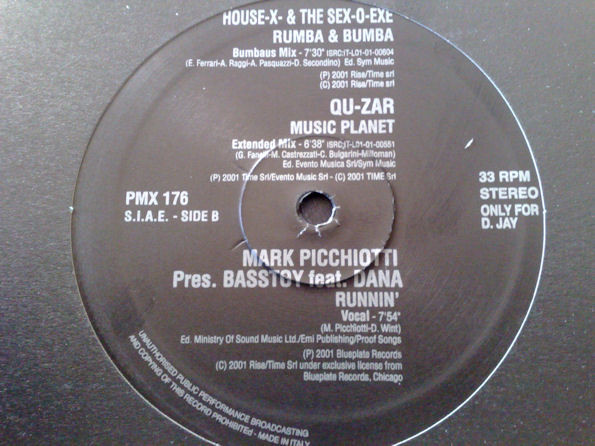 HOUSE-X- & THE SEX-O-EXE
RUMBA & BUMBA
Bumbaus Mix - 7'30" ISRC:IT-L01-01-00604
(E. Ferrari-A. Raggi-A. Pasquazzi-D. Secondino) Ed. Sym Music
(P) 2001 Rise/Time srl
(C) 2001 Rise/Time srl
QU-ZAR
MUSIC PLANET
Extended Mix - 6'38" ISRC:IT-L01-01-00551
(G. Fanelli-M. Castrezzati-C. Bulgarini-Miltoman)
Ed. Evento Musica Srl/Sym Music
(P) 2001 Time Srl/Evento Music Srl - (C) 2001 TIME Srl
PMX 176
S.I.A.E. - SIDE B
33 RPM
STEREO
ONLY FOR
D. JAY
MARK PICCHIOTTI
Pres. BASSTOY feat. DANA
RUNNIN'
Vocal - 7'54"
(M. Picchiotti-D. Wint)
Ed. Ministry Of Sound Music Ltd./Emi Publishing/Proof Songs
(P) 2001 Blueplate Records
(C) 2001 Rise/Time Srl under exclusive license from
Blueplate Records, Chicago
UNAUTHORISED PUBLIC PERFORMANCE BROADCASTING
AND COPYING OF THIS RECORD PROHIBITEd - MADE IN ITALY